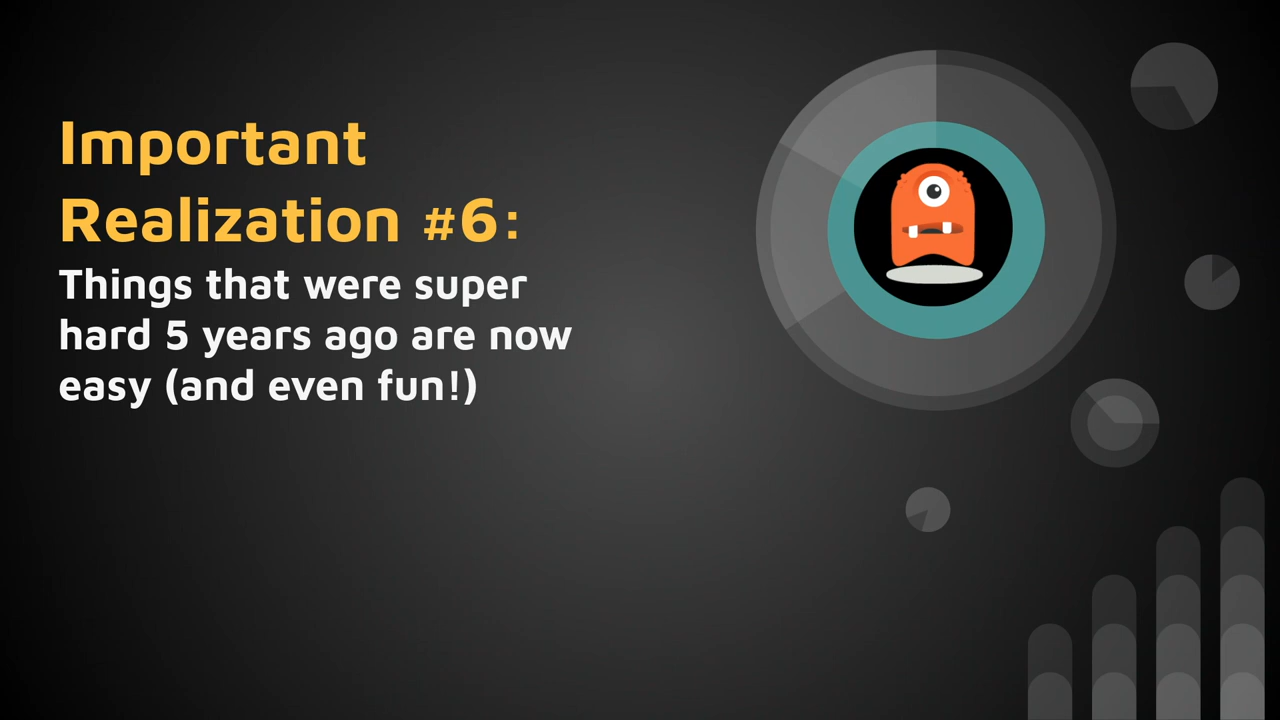 Important
Realization #6:
Things that were super
hard 5 years ago are now
easy (and even fun!)